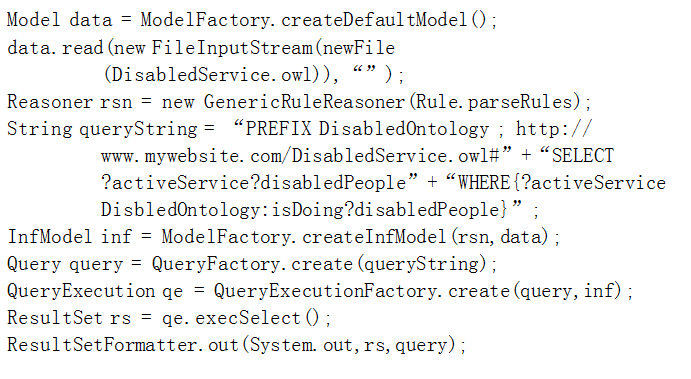 Model data = ModelFactory.createDefaultModel();
data.read(new FileInputStream(newFile
(DisabledService.owl)), “”);
Reasoner rsn = new GenericRuleReasoner(Rule.parseRules);
String queryString = “PREFIX DisabledOntology ; http://
www.mywebsite.com/DisabledService.owl#” + “SELECT
?activeService?disabledPeople” + “WHERE{?activeService
DisbledOntology:isDoing?disabledPeople}”;
InfModel inf = ModelFactory.createInfModel(rsn,data);
Query query = QueryFactory.create(queryString);
QueryExecution qe = QueryExecutionFactory.create(query,inf);
ResultSet rs = qe.execSelect();
ResultSetFormatter.out(System.out,rs,query);